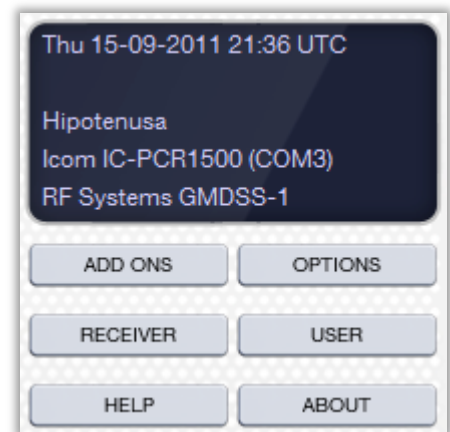 Thu 15-09-2011 21:36 UTC
Hipotenusa
Icom IC-PCR1500 (COM3)
RF Systems GMDSS-1
ADD ONS OPTIONS
RECEIVER USER
HELP ABOUT